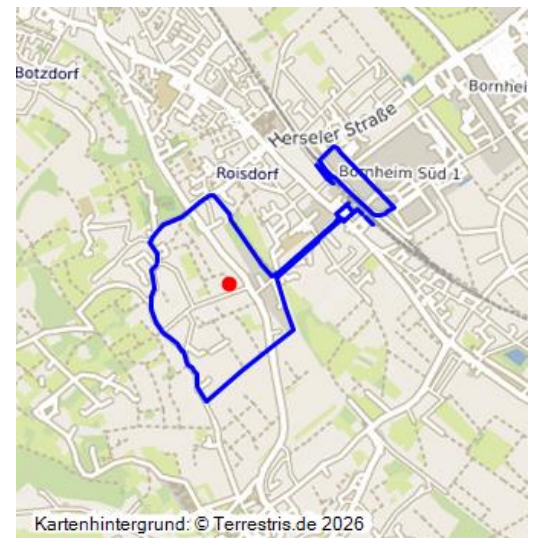 Botzdorf
Bornhei
Herseler Straße
Roisdorf
Bornheim Süd 1
Kartenhintergrund: © Terrestris.de 2026